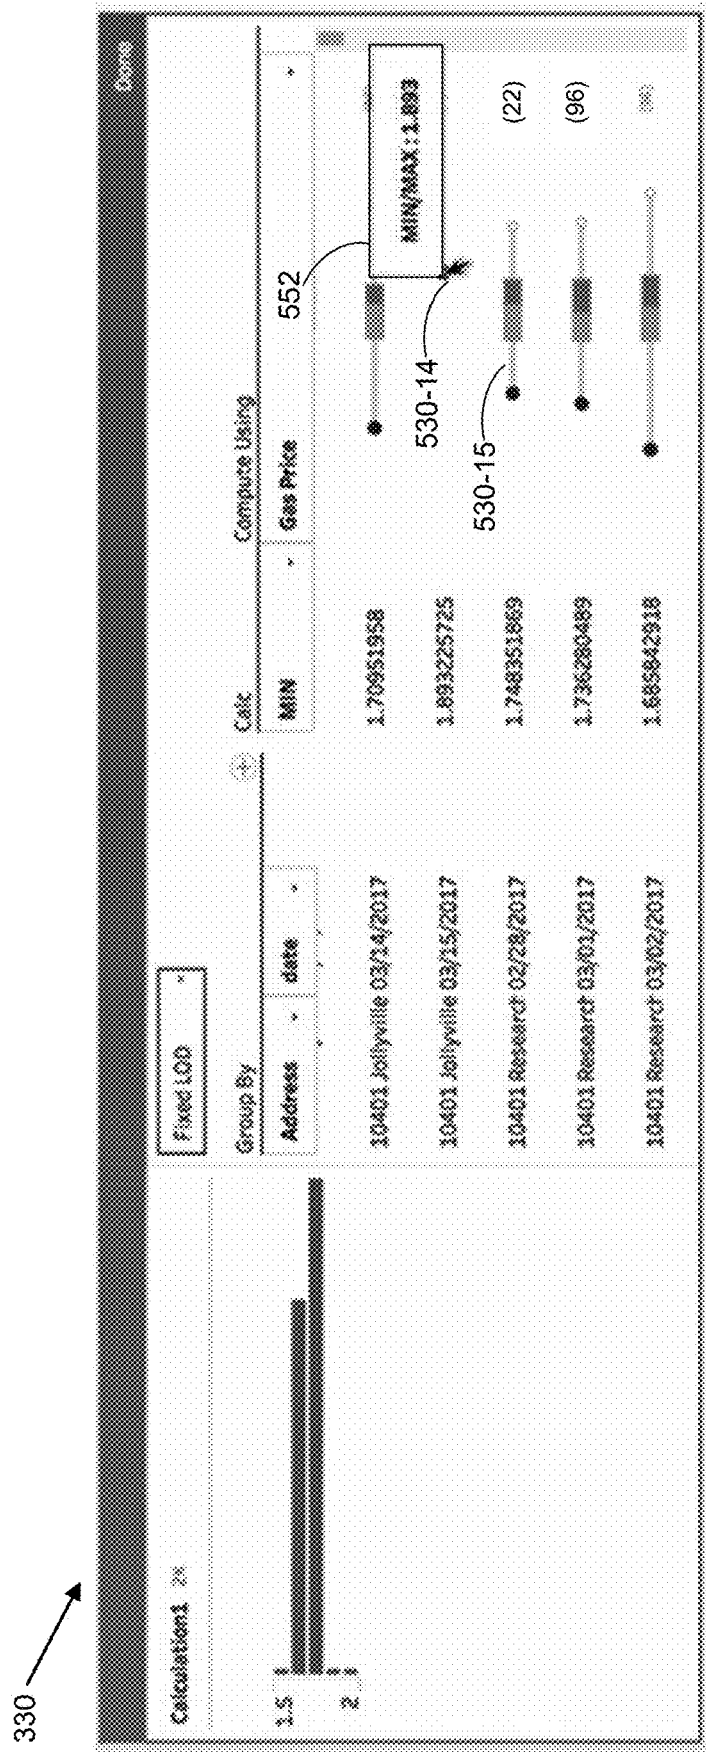 330
Done
Calculation1
Fixed LOD
1.5
2
Group By
Calc
Compute Using
Address
date
MIN
Gas Price
552
10401 Jollyville 03/14/2017
1.70951958
MIN/MAX : 1.893
10401 Jollyville 03/15/2017
1.893225725
530-14
10401 Research 02/28/2017
1.748351869
530-15
(22)
10401 Research 03/01/2017
1.736280489
(96)
10401 Research 03/02/2017
1.685842918